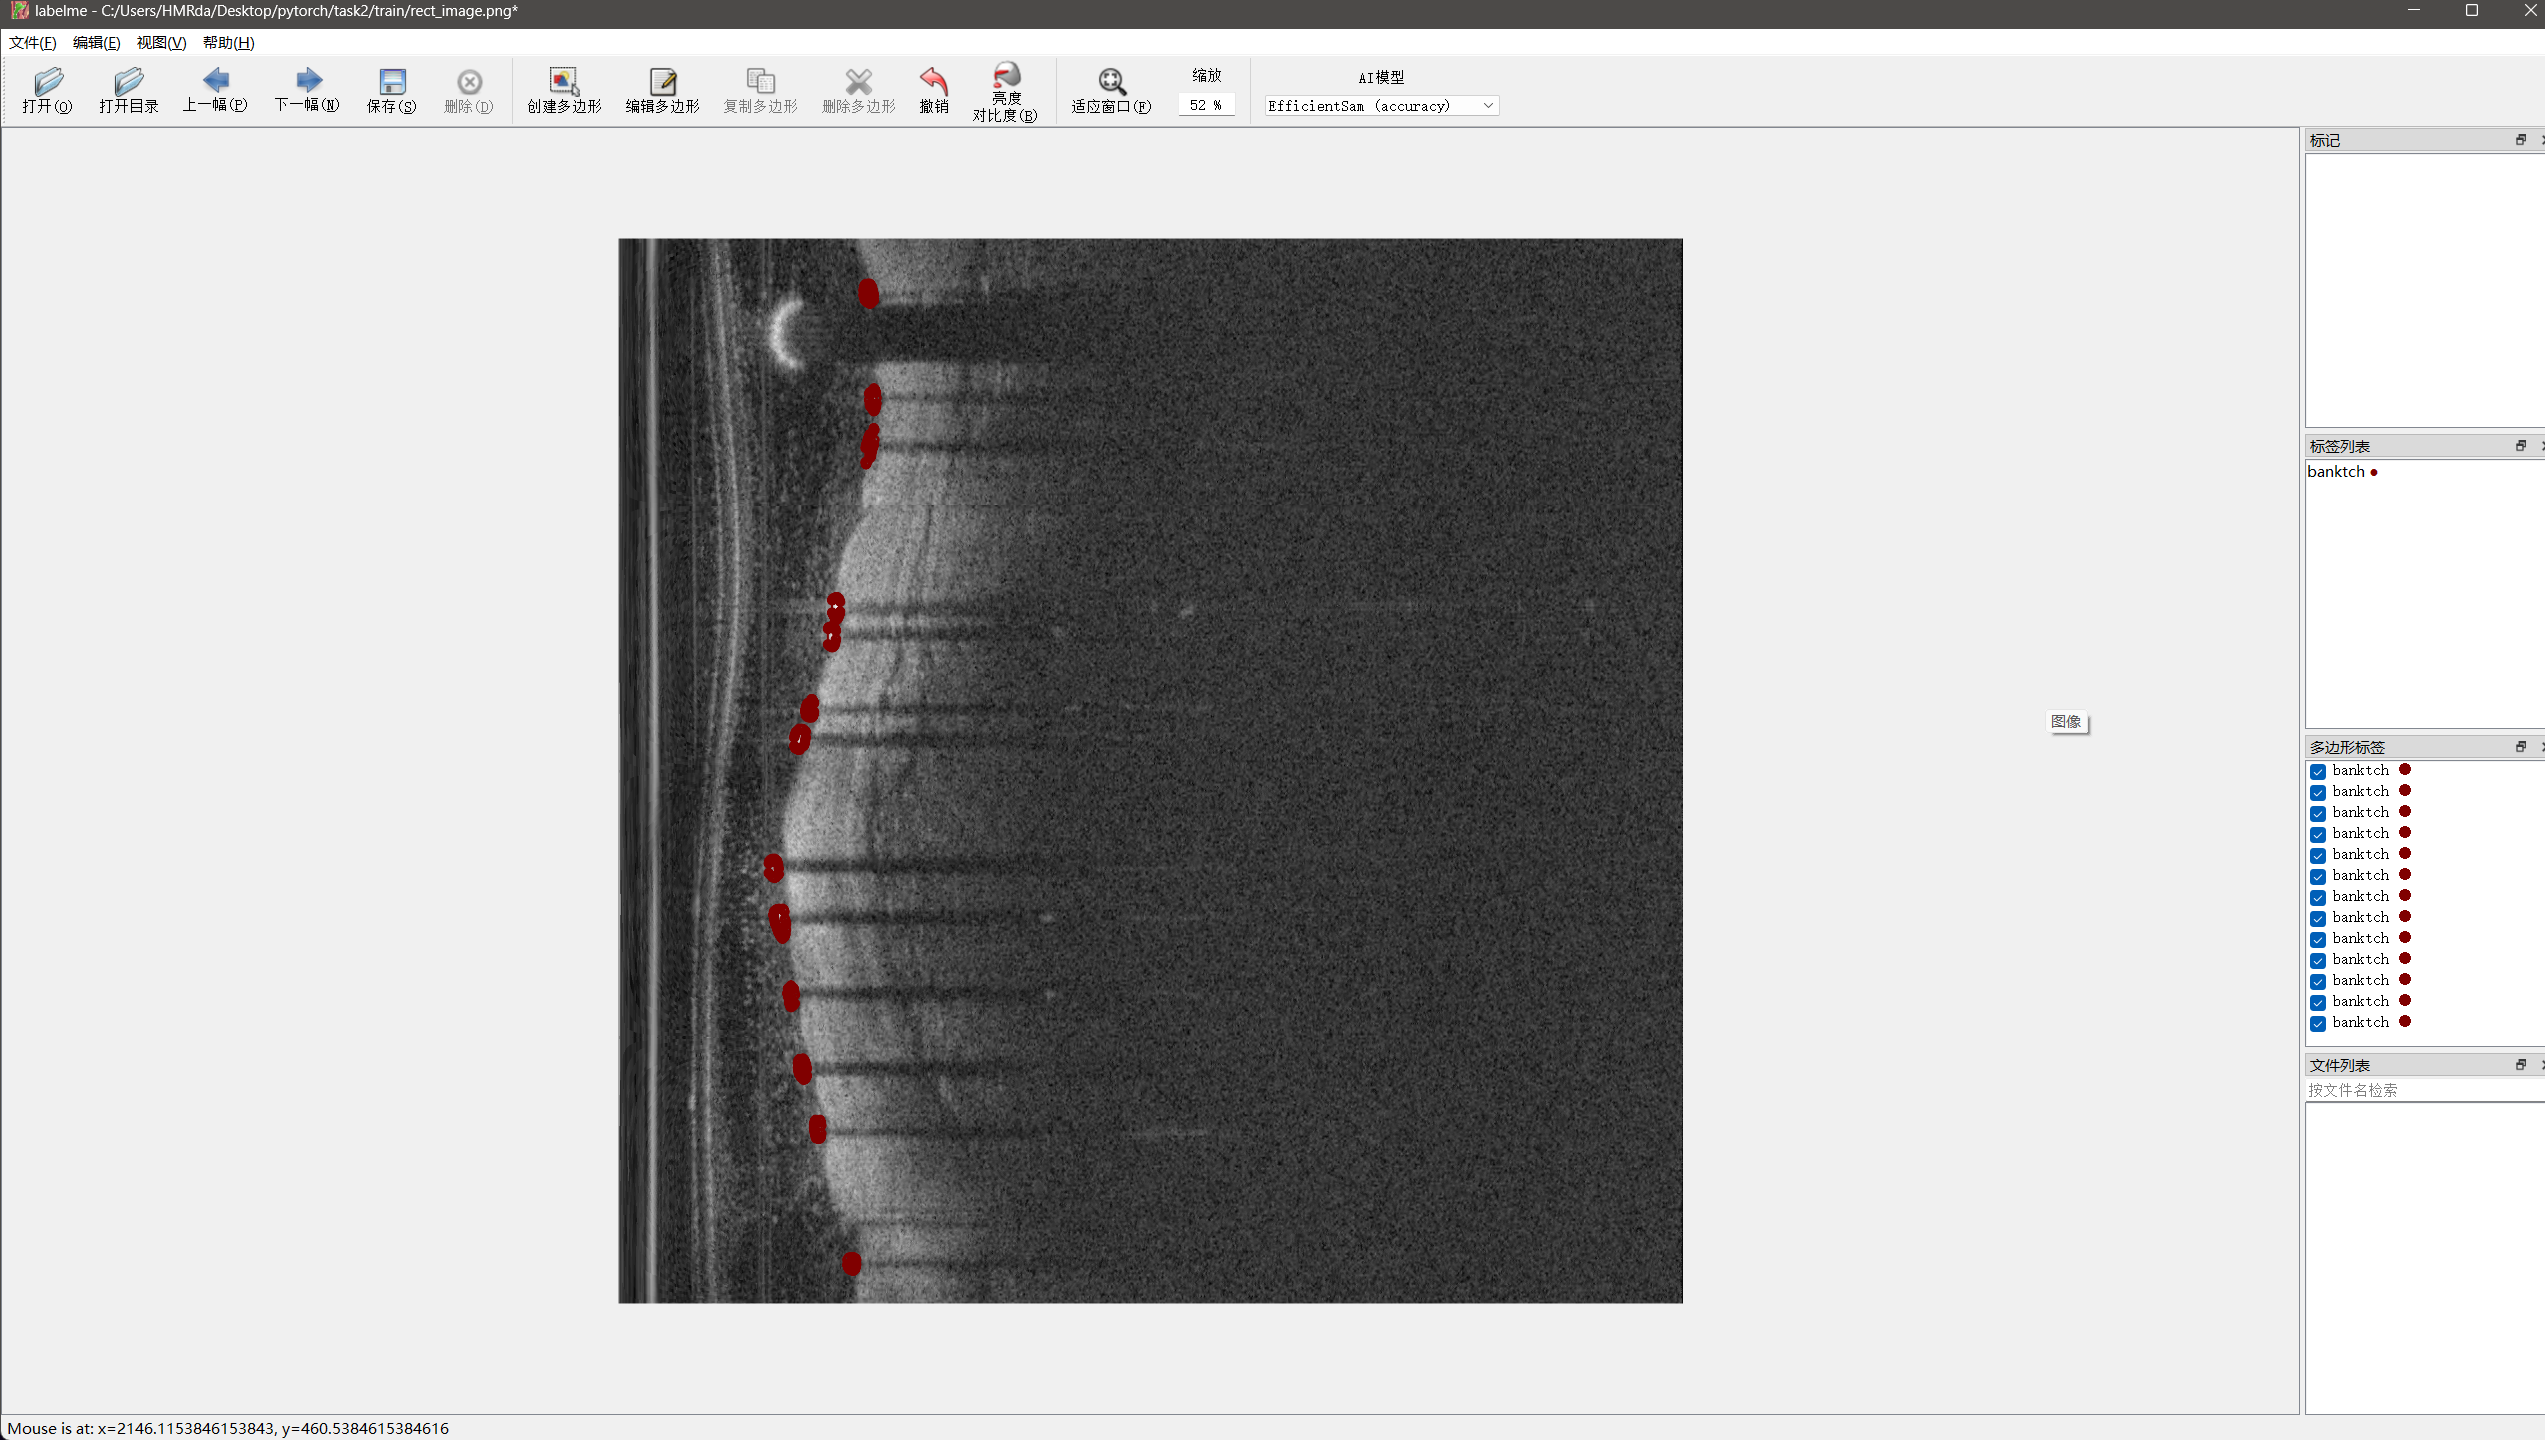 labelme - C:/Users/HMRda/Desktop/pytorch/task2/train/rect_image.png*
文件(F) 编辑(E) 视图(V) 帮助(H)
打开(O) 打开目录 上一幅(P) 下一幅(N) 保存(S) 删除(D) 创建多边形 编辑多边形 复制多边形 删除多边形 撤销 亮度 对比度(B) 适应窗口(F) 缩放 52 % AI模型 EfficientSam (accuracy)
标记
标签列表
banktch
图像
多边形标签
banktch
banktch
banktch
banktch
banktch
banktch
banktch
banktch
banktch
banktch
banktch
banktch
banktch
文件列表
按文件名检索
Mouse is at: x=2146.1153846153843, y=460.5384615384616